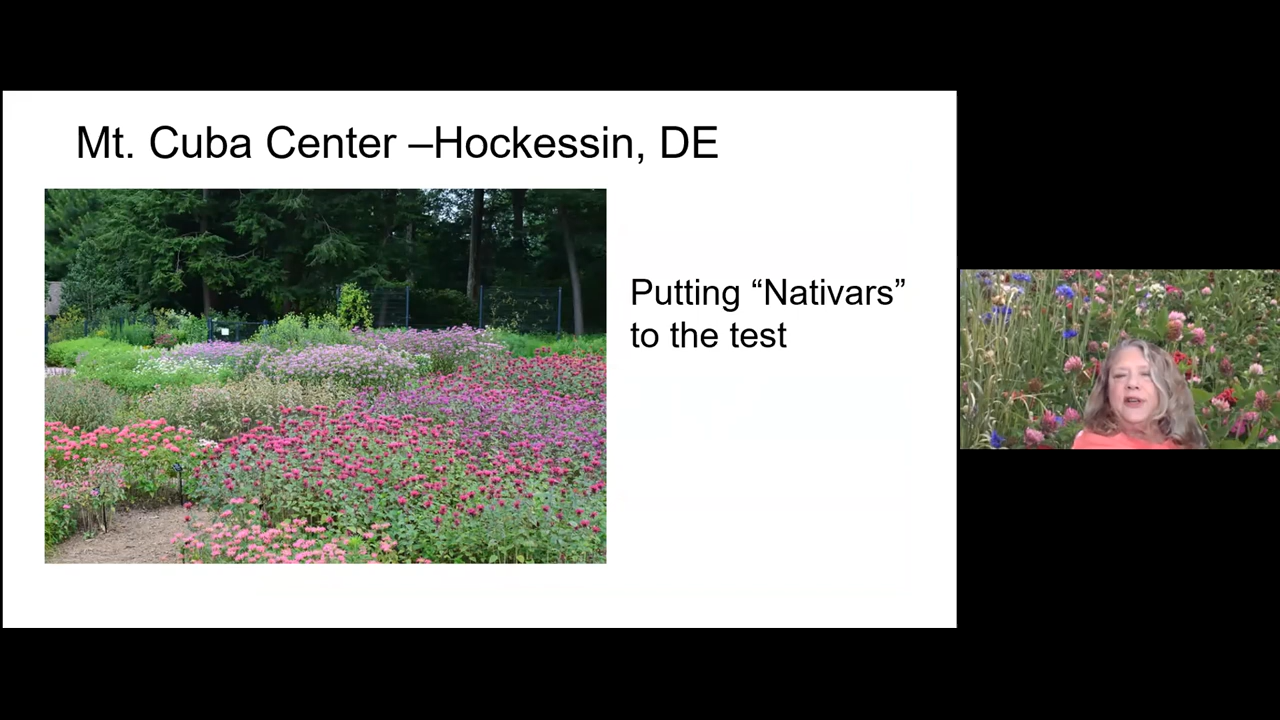 Mt. Cuba Center –Hockessin, DE
Putting “Nativars”
to the test